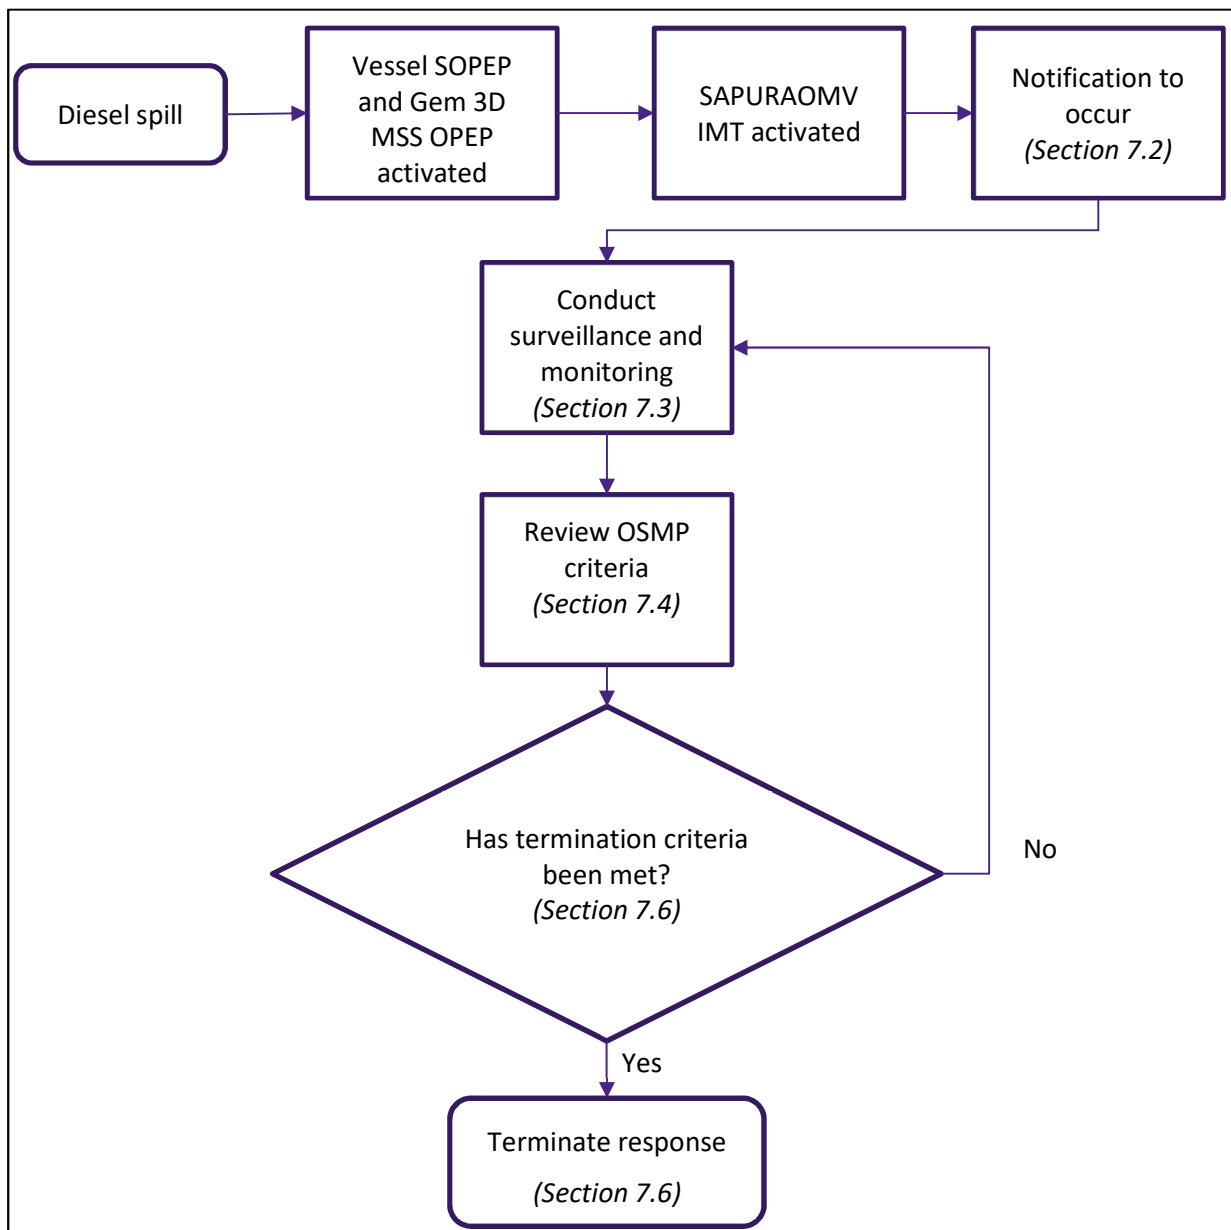 Diesel spill
Vessel SOPEP
and Gem 3D
MSS OPEP
activated
SAPURAOMV
IMT activated
Notification to
occur
(Section 7.2)
Conduct
surveillance and
monitoring
(Section 7.3)
Review OSMP
criteria
(Section 7.4)
Has termination criteria
been met?
(Section 7.6)
No
Yes
Terminate response
(Section 7.6)